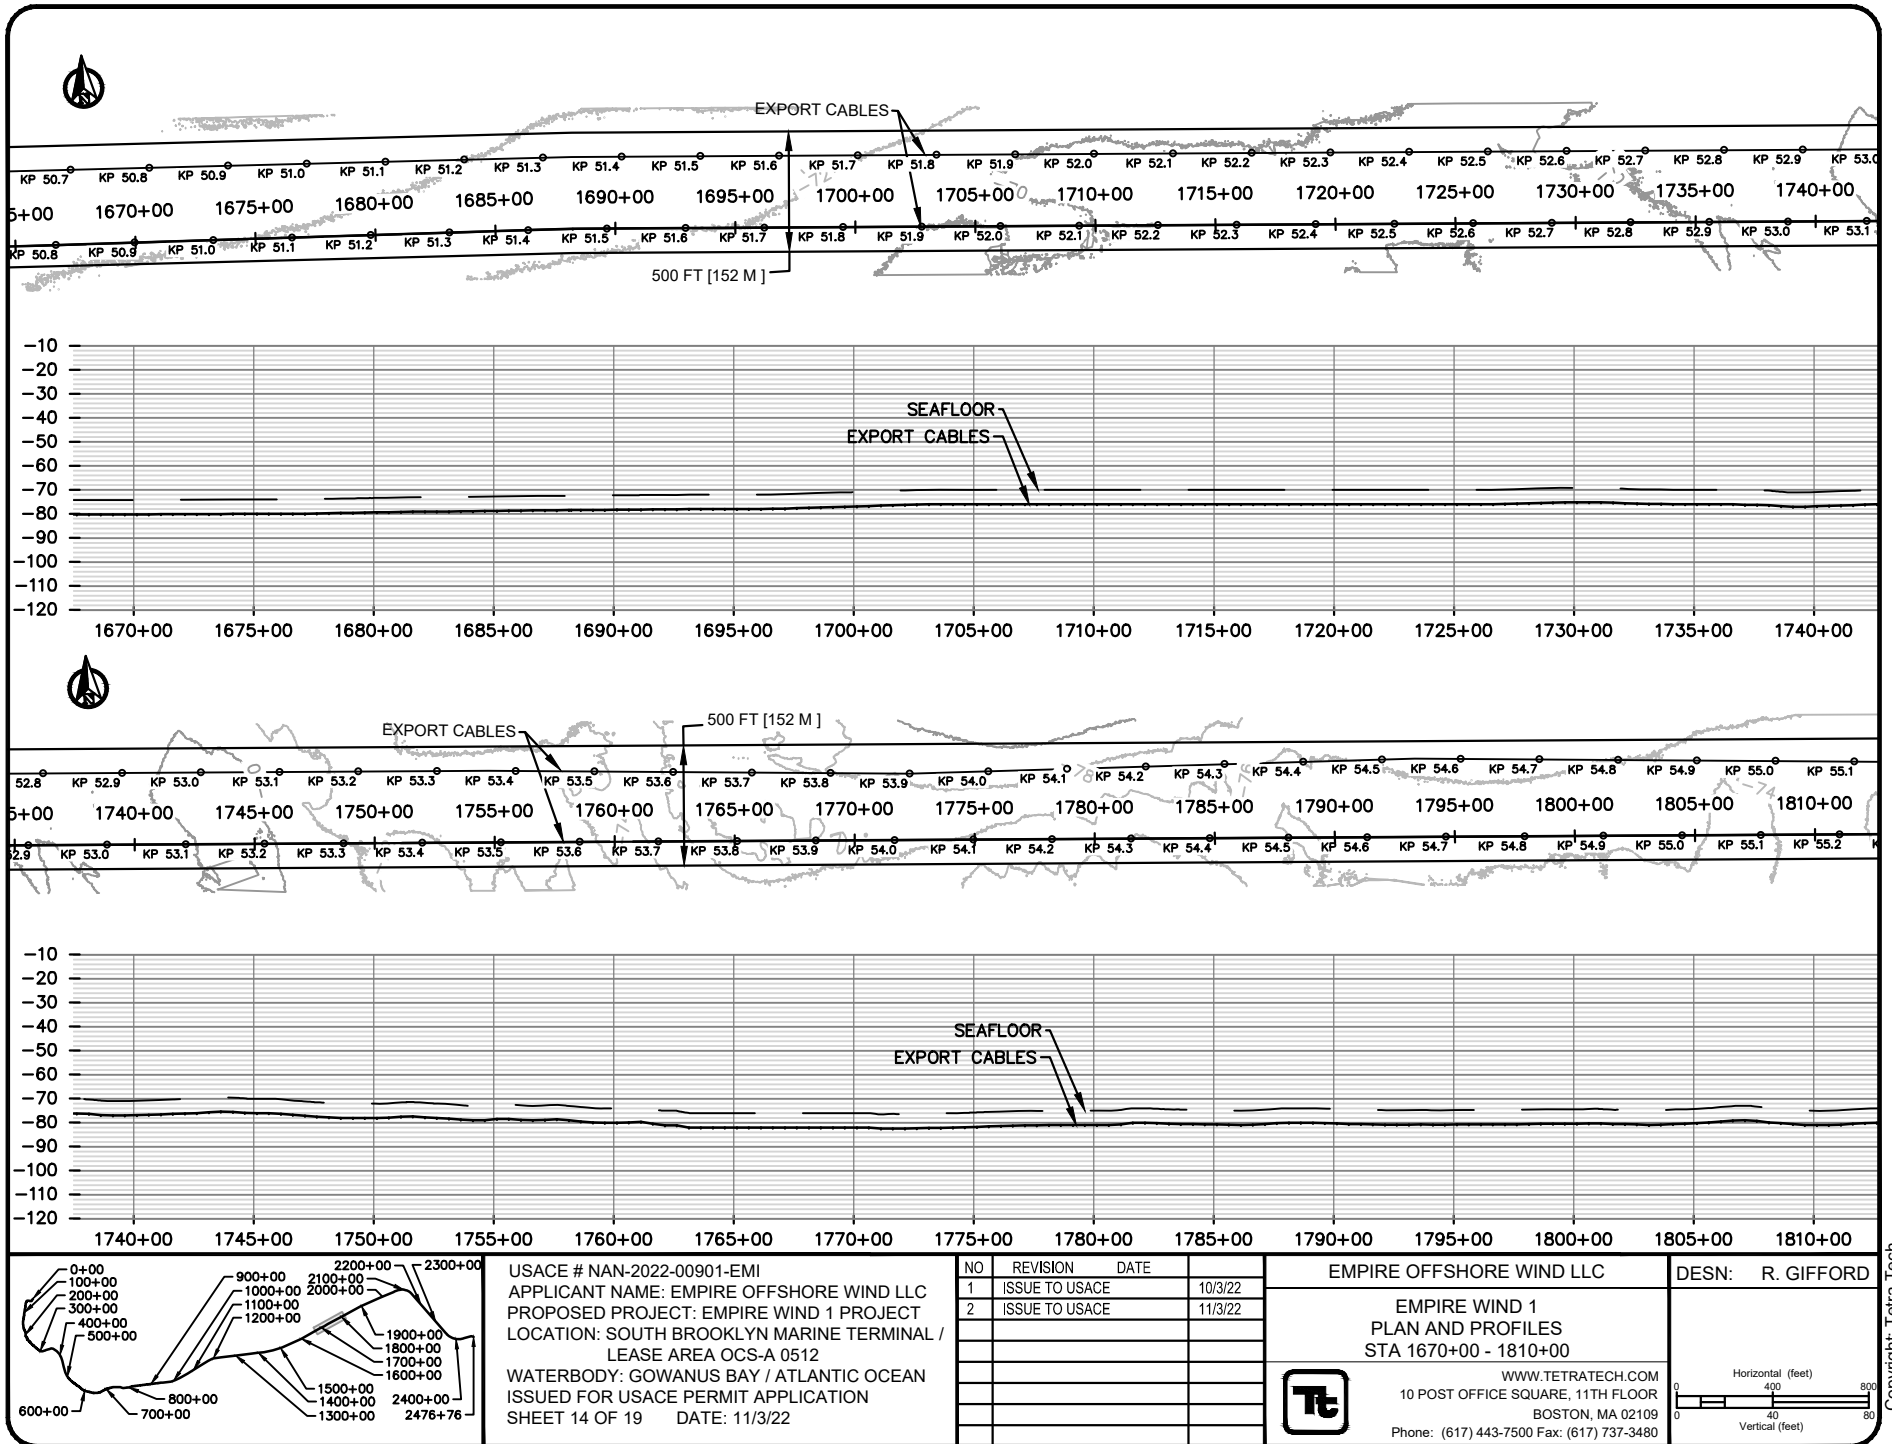 N
EXPORT CABLES
KP 50.7 KP 50.8 KP 50.9 KP 51.0 KP 51.1 KP 51.2 KP 51.3 KP 51.4 KP 51.5 KP 51.6 KP 51.7 KP 51.8 KP 51.9 KP 52.0 KP 52.1 KP 52.2 KP 52.3 KP 52.4 KP 52.5 KP 52.6 KP 52.7 KP 52.8 KP 52.9 KP 53.0
-72
-70
5+00 1670+00 1675+00 1680+00 1685+00 1690+00 1695+00 1700+00 1705+00 1710+00 1715+00 1720+00 1725+00 1730+00 1735+00 1740+00
KP 50.8 KP 50.9 KP 51.0 KP 51.1 KP 51.2 KP 51.3 KP 51.4 KP 51.5 KP 51.6 KP 51.7 KP 51.8 KP 51.9 KP 52.0 KP 52.1 KP 52.2 KP 52.3 KP 52.4 KP 52.5 KP 52.6 KP 52.7 KP 52.8 KP 52.9 KP 53.0 KP 53.1
500 FT [152 M ]
-10
-20
-30
-40
-50
-60
-70
-80
-90
-100
-110
-120
SEAFLOOR
EXPORT CABLES
1670+00 1675+00 1680+00 1685+00 1690+00 1695+00 1700+00 1705+00 1710+00 1715+00 1720+00 1725+00 1730+00 1735+00 1740+00
N
EXPORT CABLES
500 FT [152 M ]
52.8 KP 52.9 KP 53.0 KP 53.1 KP 53.2 KP 53.3 KP 53.4 KP 53.5 KP 53.6 KP 53.7 KP 53.8 KP 53.9 KP 54.0 KP 54.1 KP 54.2 KP 54.3 KP 54.4 KP 54.5 KP 54.6 KP 54.7 KP 54.8 KP 54.9 KP 55.0 KP 55.1
-78
-76
-74
5+00 1740+00 1745+00 1750+00 1755+00 1760+00 1765+00 1770+00 1775+00 1780+00 1785+00 1790+00 1795+00 1800+00 1805+00 1810+00
52.9 KP 53.0 KP 53.1 KP 53.2 KP 53.3 KP 53.4 KP 53.5 KP 53.6 KP 53.7 KP 53.8 KP 53.9 KP 54.0 KP 54.1 KP 54.2 KP 54.3 KP 54.4 KP 54.5 KP 54.6 KP 54.7 KP 54.8 KP 54.9 KP 55.0 KP 55.1 KP 55.2
-10
-20
-30
-40
-50
-60
-70
-80
-90
-100
-110
-120
SEAFLOOR
EXPORT CABLES
1740+00 1745+00 1750+00 1755+00 1760+00 1765+00 1770+00 1775+00 1780+00 1785+00 1790+00 1795+00 1800+00 1805+00 1810+00
0+00
100+00
200+00
300+00
400+00
500+00
600+00
700+00
800+00
900+00
1000+00
1100+00
1200+00
1300+00
1400+00
1500+00
1600+00
1700+00
1800+00
1900+00
2000+00
2100+00
2200+00
2300+00
2400+00
2476+76
USACE # NAN-2022-00901-EMI
APPLICANT NAME: EMPIRE OFFSHORE WIND LLC
PROPOSED PROJECT: EMPIRE WIND 1 PROJECT
LOCATION: SOUTH BROOKLYN MARINE TERMINAL /
LEASE AREA OCS-A 0512
WATERBODY: GOWANUS BAY / ATLANTIC OCEAN
ISSUED FOR USACE PERMIT APPLICATION
SHEET 14 OF 19 DATE: 11/3/22
NO REVISION DATE
1 ISSUE TO USACE 10/3/22
2 ISSUE TO USACE 11/3/22
EMPIRE OFFSHORE WIND LLC
EMPIRE WIND 1
PLAN AND PROFILES
STA 1670+00 - 1810+00
Tt
WWW.TETRATECH.COM
10 POST OFFICE SQUARE, 11TH FLOOR
BOSTON, MA 02109
Phone: (617) 443-7500 Fax: (617) 737-3480
DESN: R. GIFFORD
Horizontal (feet)
0 400 800
0 40 80
Vertical (feet)
Copyright: Tetra Tech